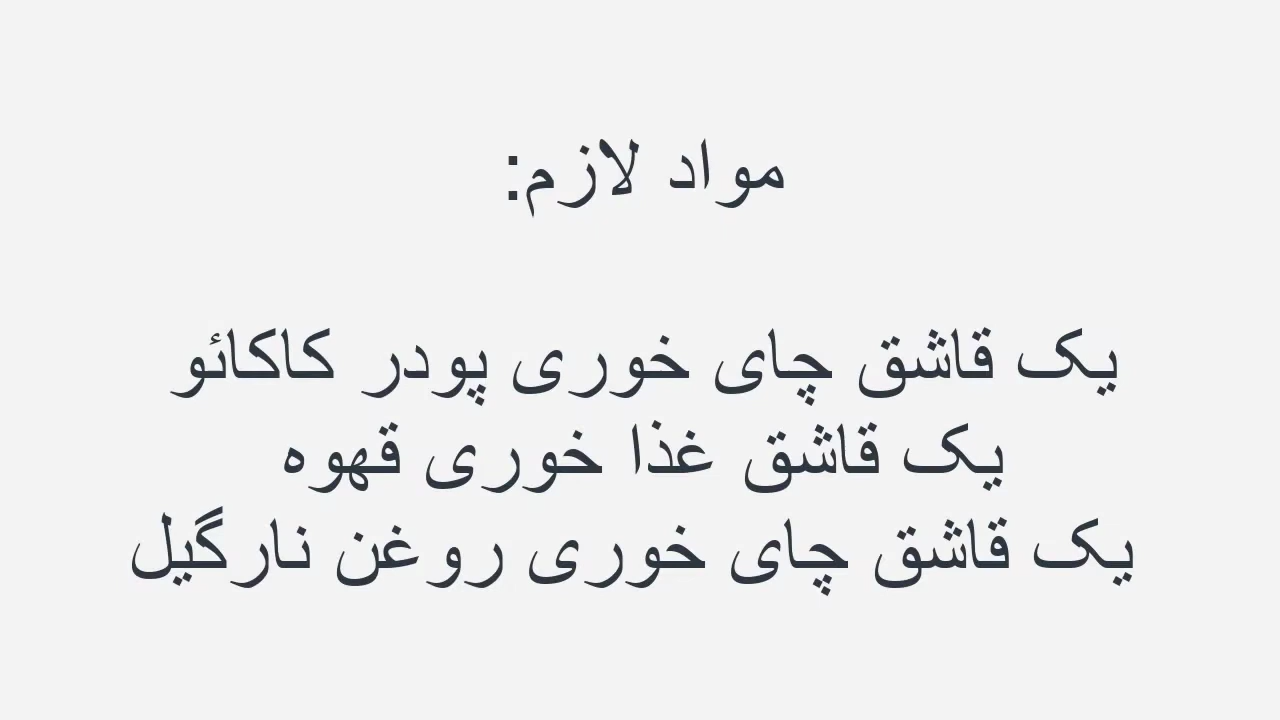 مواد لازم:
یک قاشق چای خوری پودر کاکائو
یک قاشق غذا خوری قهوه
یک قاشق چای خوری روغن نارگیل